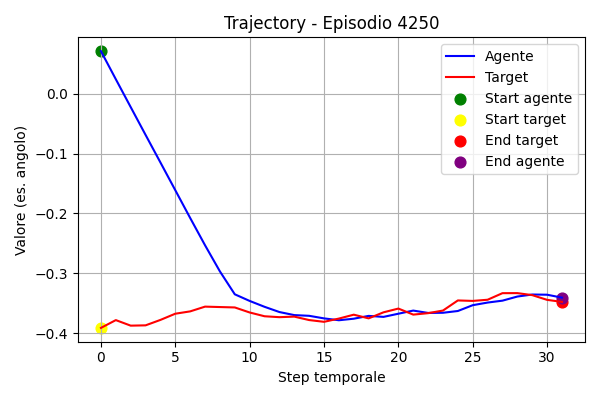 Trajectory - Episodio 4250
Agente
Target
Start agente
Start target
End target
End agente
Valore (es. angolo)
0.0
−0.1
−0.2
−0.3
−0.4
0 5 10 15 20 25 30
Step temporale